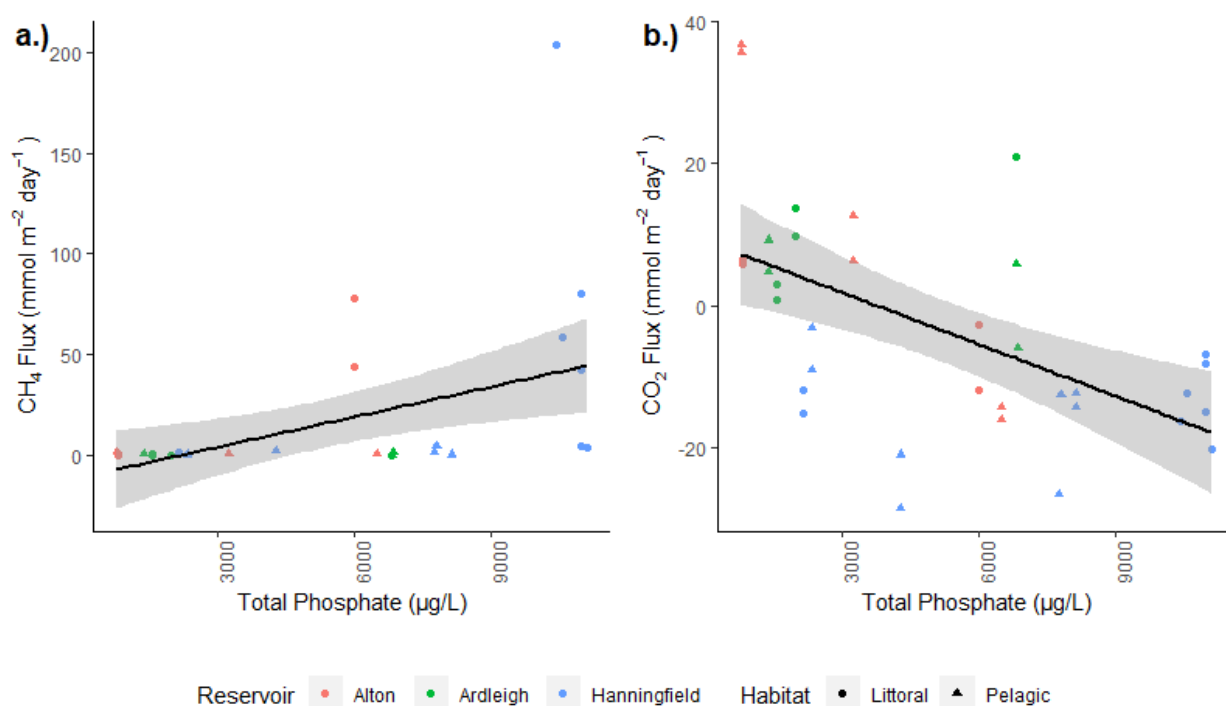 a.)
200
150
100
50
0
CH₄ Flux (mmol m⁻² day⁻¹ )
3000
6000
9000
Total Phosphate (µg/L)
b.)
40
20
0
-20
CO₂ Flux (mmol m⁻² day⁻¹ )
3000
6000
9000
Total Phosphate (µg/L)
Reservoir Alton Ardleigh Hanningfield Habitat Littoral Pelagic